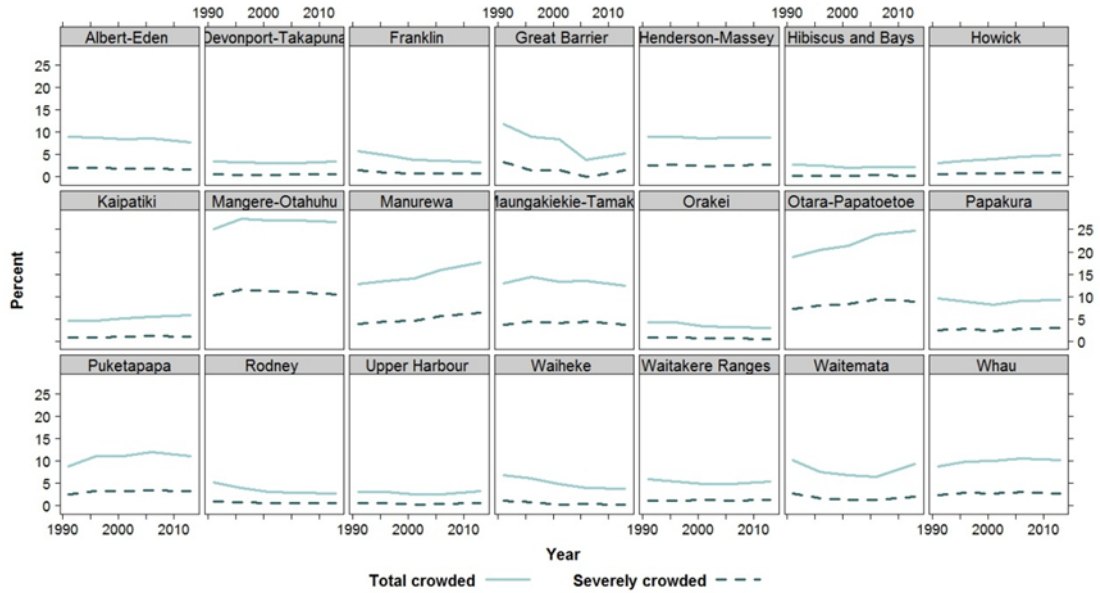 1990 2000 2010 1990 2000 2010 1990 2000 2010
Albert-Eden Devonport-Takapuna Franklin Great Barrier Henderson-Massey Hibiscus and Bays Howick
25
20
15
10
5
0
Kaipatiki Mangere-Otahuhu Manurewa Maungakiekie-Tamak Orakei Otara-Papatoetoe Papakura
25
20
15
10
5
0
Percent
Puketapapa Rodney Upper Harbour Waiheke Waitakere Ranges Waitemata Whau
25
20
15
10
5
0
1990 2000 2010 1990 2000 2010 1990 2000 2010 1990 2000 2010
Year
Total crowded Severely crowded